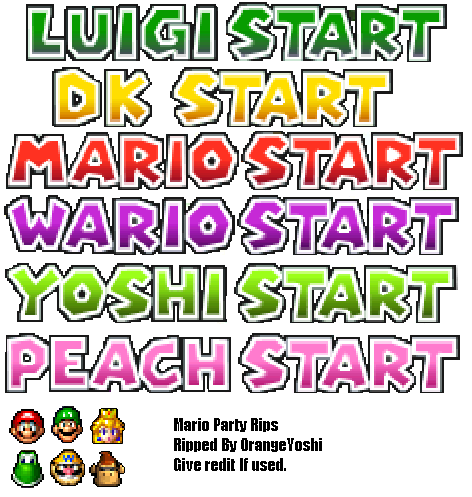 LUIGI START
DK START
MARIO START
WARIO START
YOSHI START
PEACH START
Mario Party Rips
Ripped By OrangeYoshi
Give redit If used.